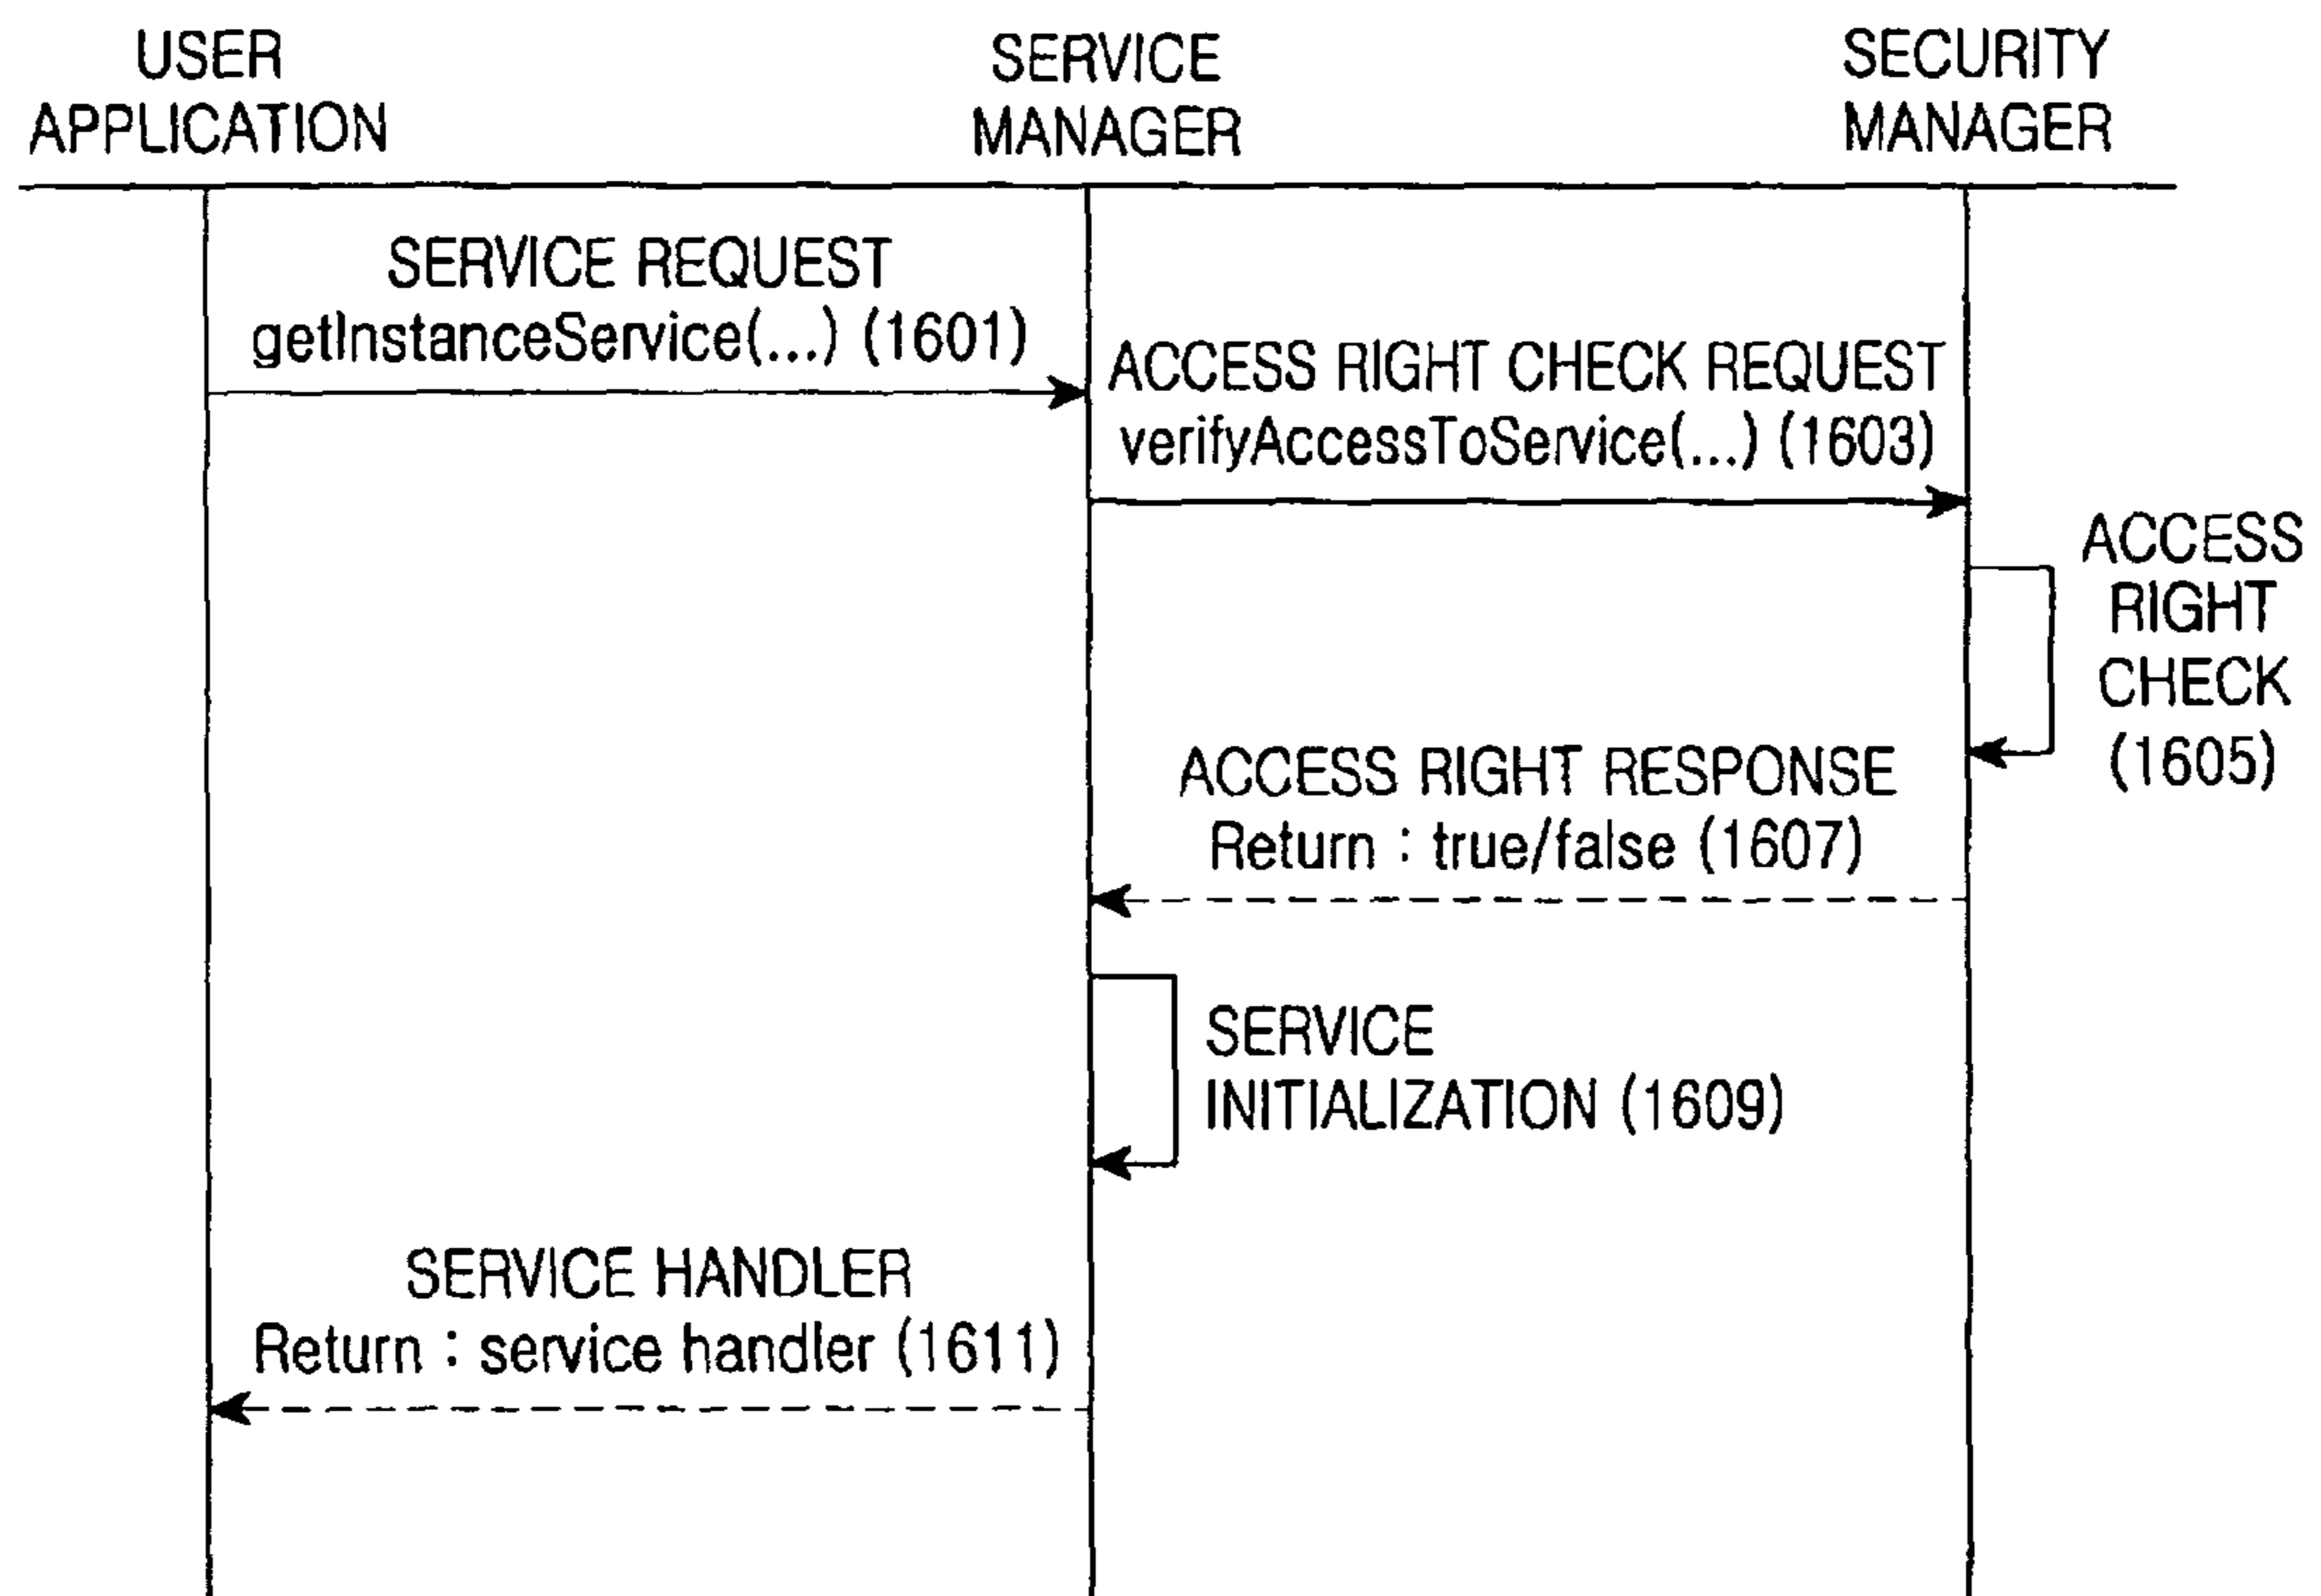 USER
APPLICATION
SERVICE
MANAGER
SECURITY
MANAGER
SERVICE REQUEST
getInstanceService(...) (1601)
ACCESS RIGHT CHECK REQUEST
verifyAccessToService(...) (1603)
ACCESS
RIGHT
CHECK
(1605)
ACCESS RIGHT RESPONSE
Return : true/false (1607)
SERVICE
INITIALIZATION (1609)
SERVICE HANDLER
Return : service handler (1611)